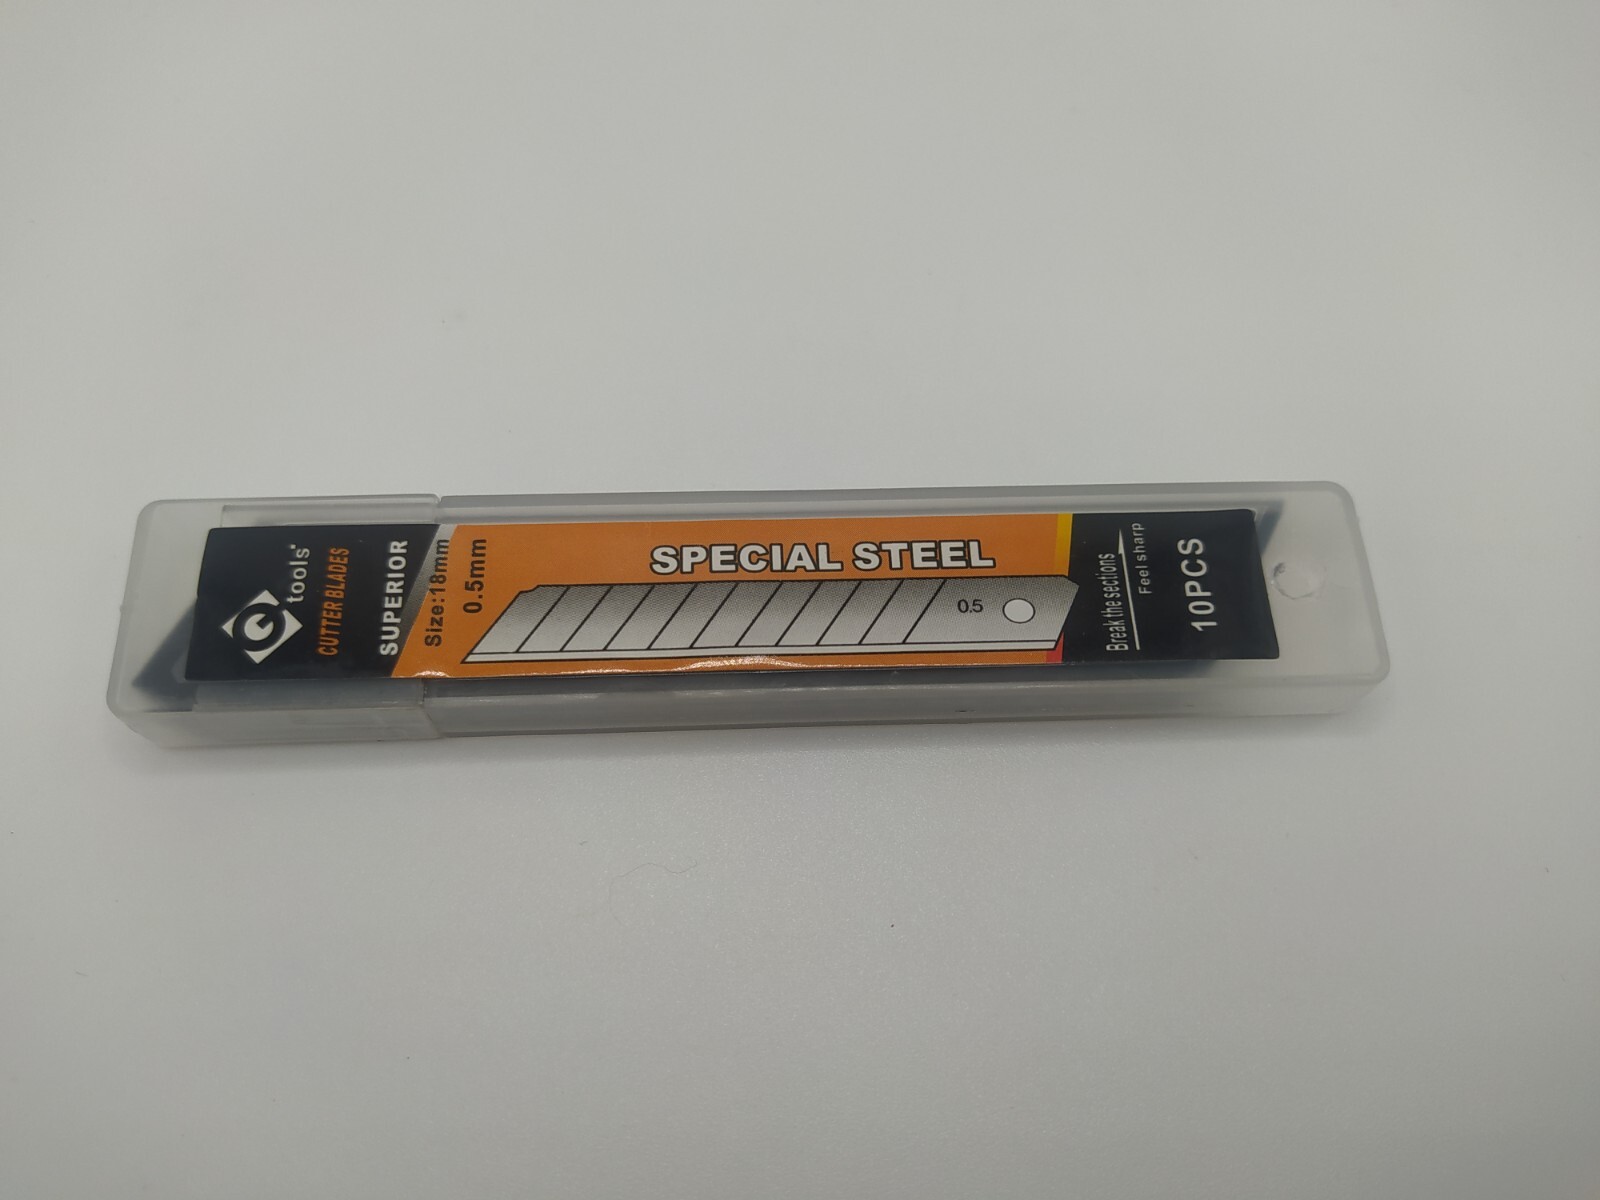 tools
CUTTER BLADES
SUPERIOR
Size:18mm
0.5mm
SPECIAL STEEL
0.5
Break the sections
Feel sharp
10PCS